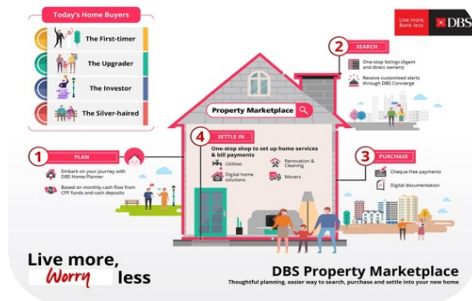 Today's Home Buyers
The First-timer
The Upgrader
The Investor
The Silver-haired
Live more,
Bank less
DBS
Property Marketplace
1
PLAN
Embark on your journey with
DBS Home Planner
Based on monthly cash flow from
CPF funds and cash deposits
2
SEARCH
One-stop listings (Agent
and direct owners)
Receive customised alerts
through DBS Concierge
3
PURCHASE
Cheque-free payments
Digital documentation
4
SETTLE IN
One-stop shop to set up home services
& bill payments
Utilities
Renovation &
Cleaning
Digital home
solutions
Movers
Live more,
Worry less
DBS Property Marketplace
Thoughtful planning, easier way to search, purchase and settle into your new home